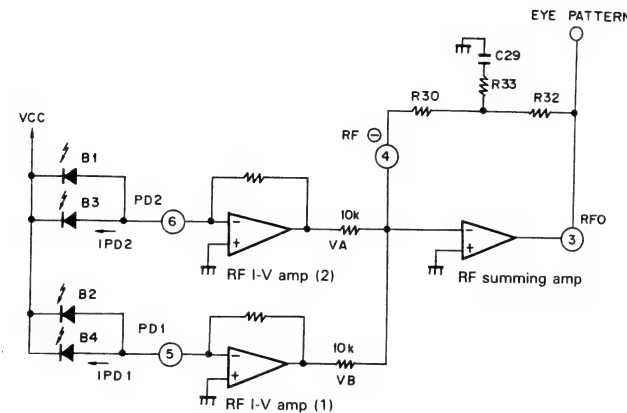 EYE PATTERN
C29
R33
R30
R32
VCC
RF ⊖
4
B1
B3
PD2
6
IPD2
10k
VA
RFO
3
RF I-V amp (2)
RF summing amp
B2
B4
PD1
5
IPD1
10k
VB
RF I-V amp (1)
− +
− +
− +